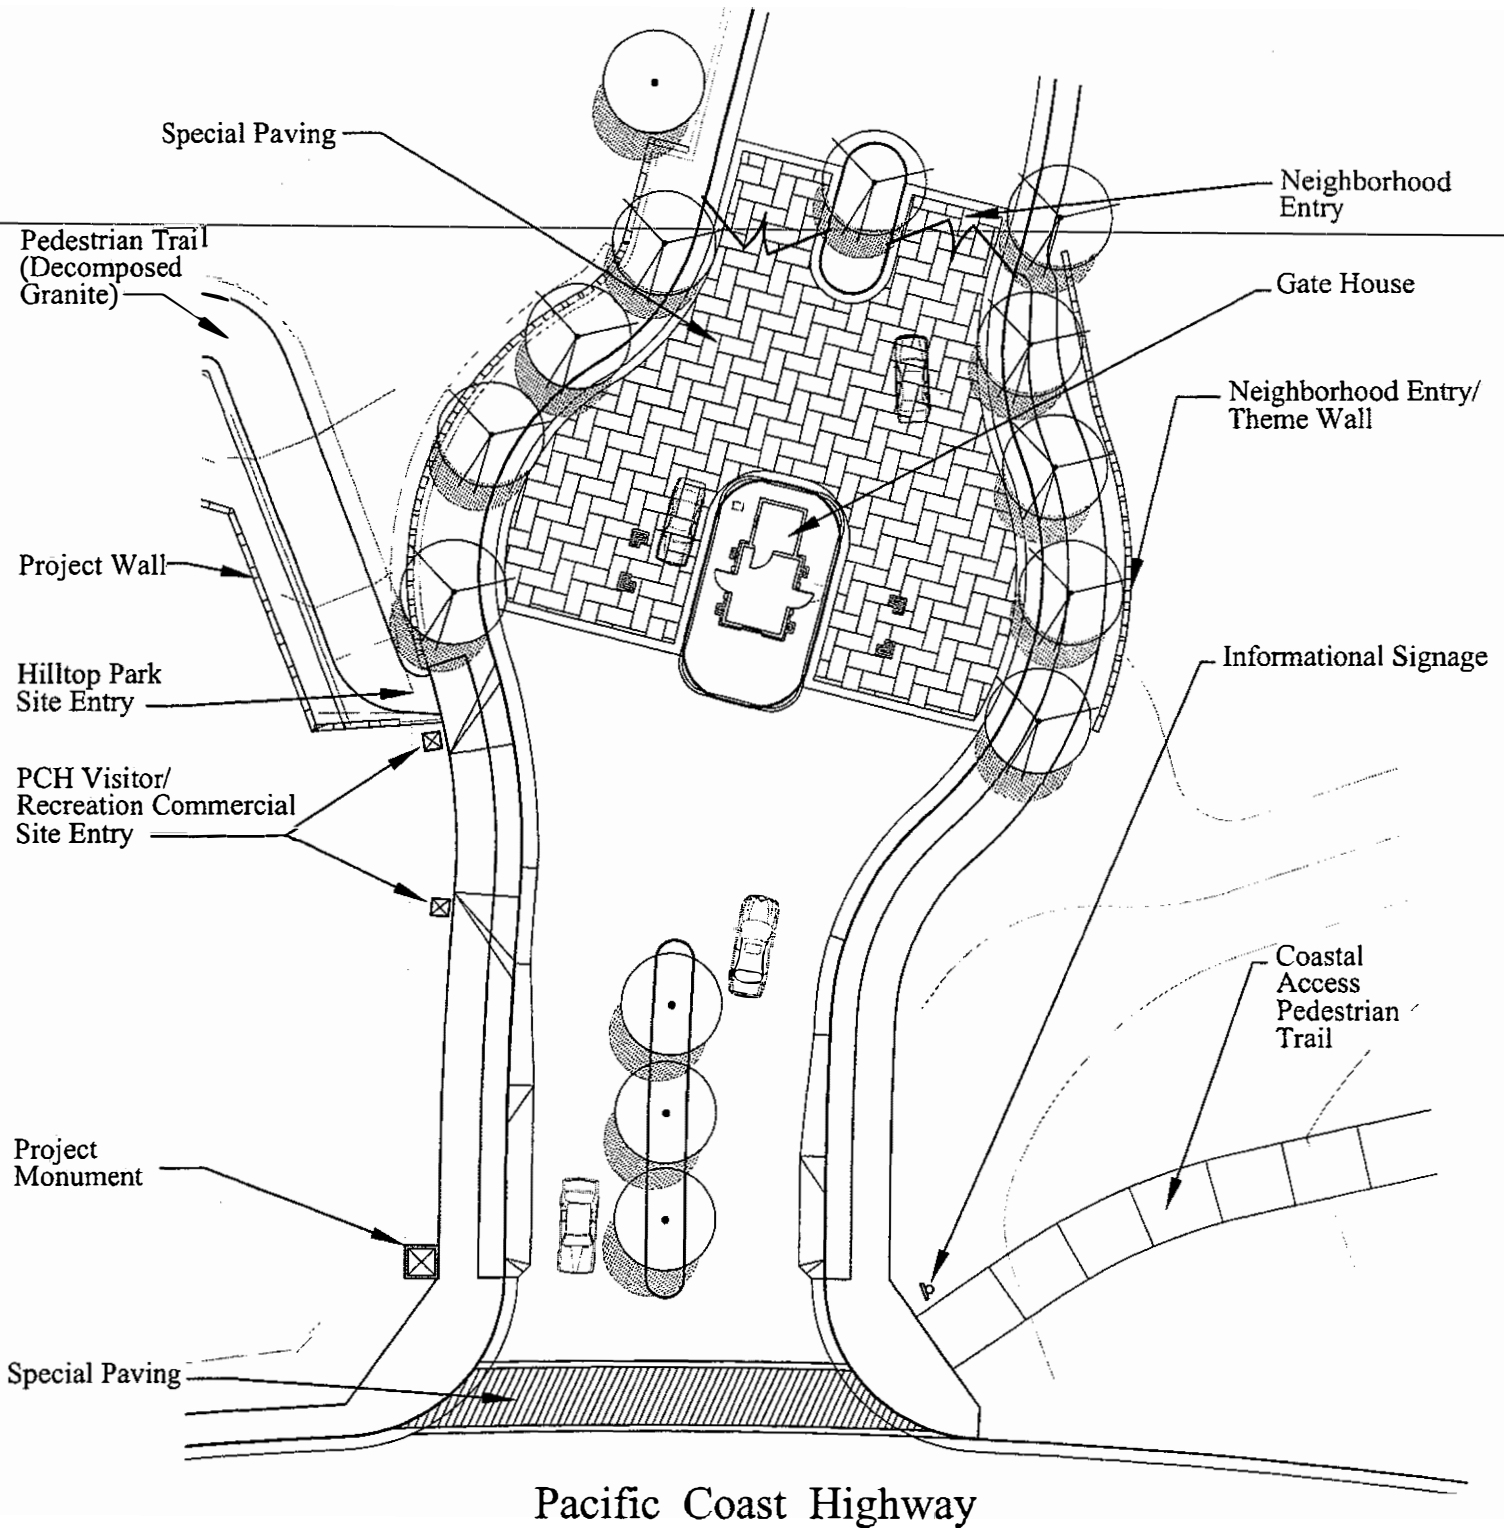 Special Paving
Neighborhood
Entry
Pedestrian Trail
(Decomposed
Granite)
Gate House
Neighborhood Entry/
Theme Wall
Project Wall
Informational Signage
Hilltop Park
Site Entry
PCH Visitor/
Recreation Commercial
Site Entry
Coastal
Access
Pedestrian
Trail
Project
Monument
Special Paving
Pacific Coast Highway